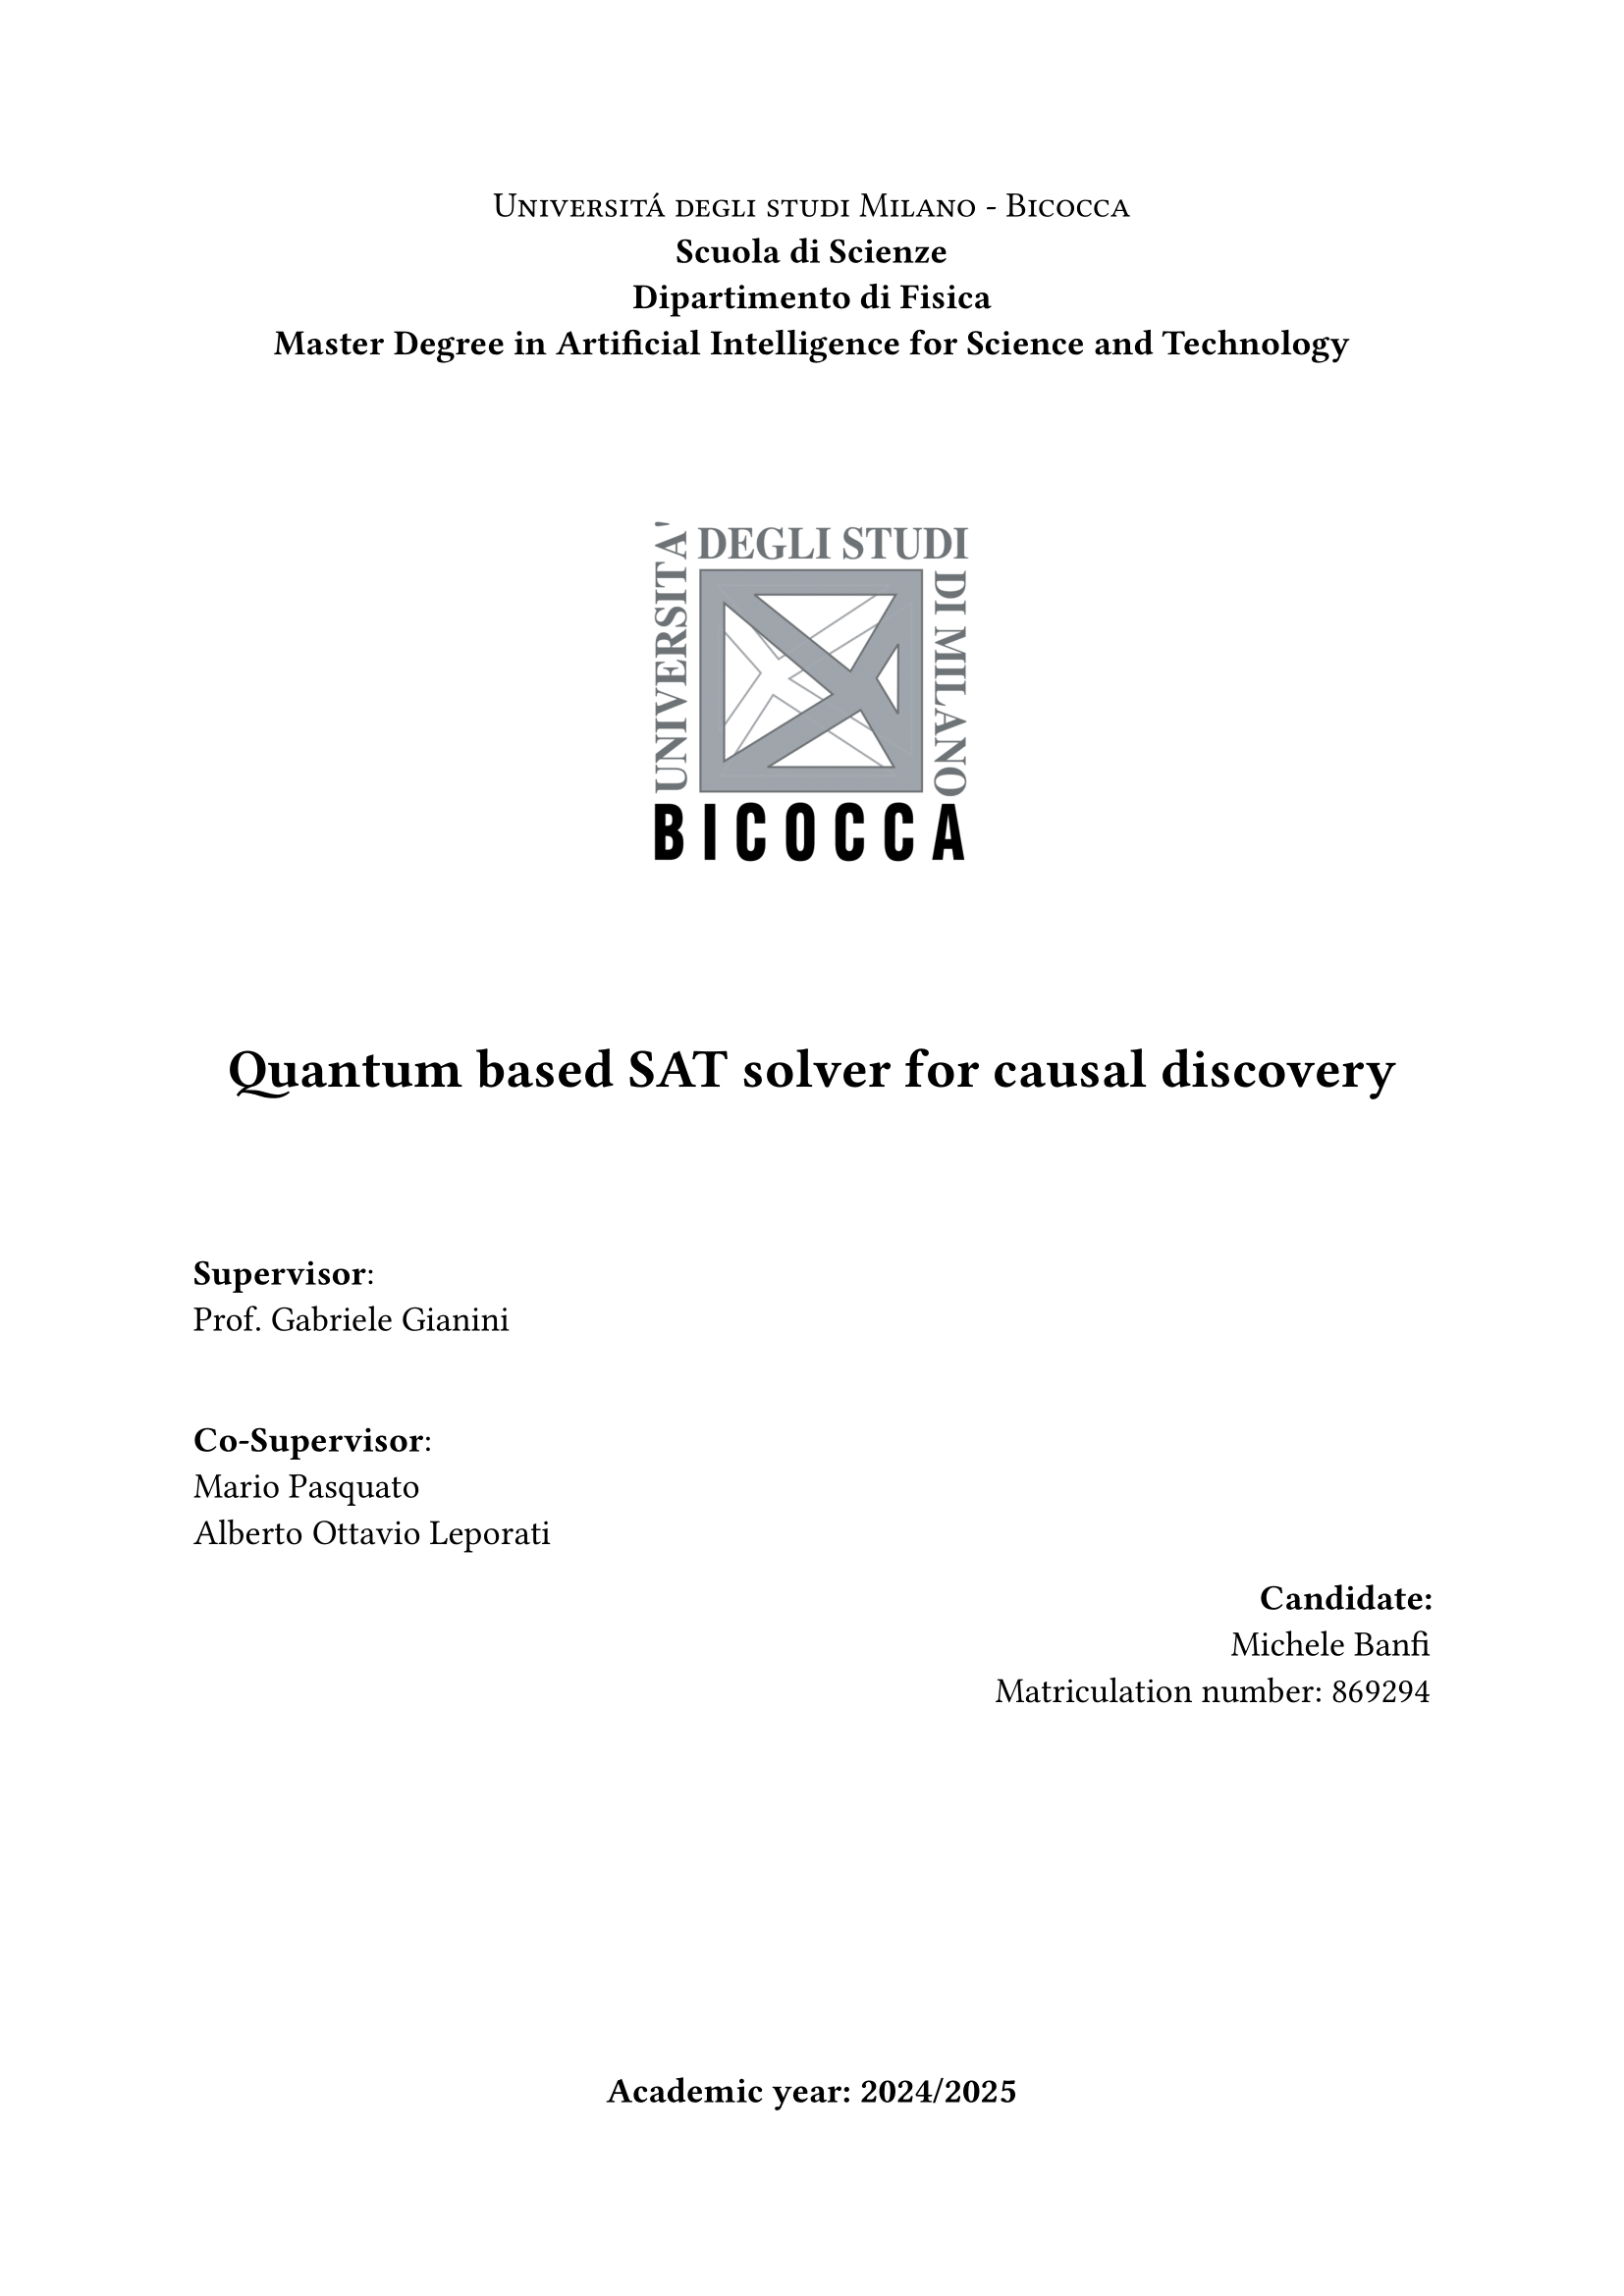 Universitá degli studi Milano - Bicocca
Scuola di Scienze
Dipartimento di Fisica
Master Degree in Artificial Intelligence for Science and Technology
UNIVERSITA'
DEGLI STUDI
DI MILANO
BICOCCA
Quantum based SAT solver for causal discovery
Supervisor:
Prof. Gabriele Gianini
Co-Supervisor:
Mario Pasquato
Alberto Ottavio Leporati
Candidate:
Michele Banfi
Matriculation number: 869294
Academic year: 2024/2025